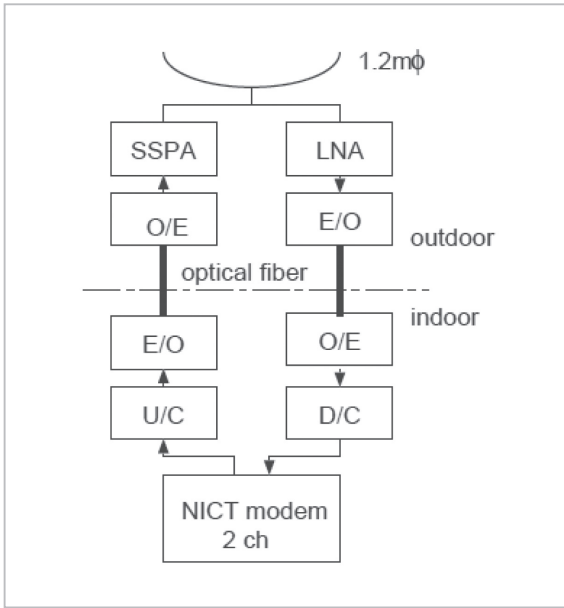 1.2mϕ
SSPA
LNA
O/E
E/O
outdoor
optical fiber
indoor
E/O
O/E
U/C
D/C
NICT modem
2 ch